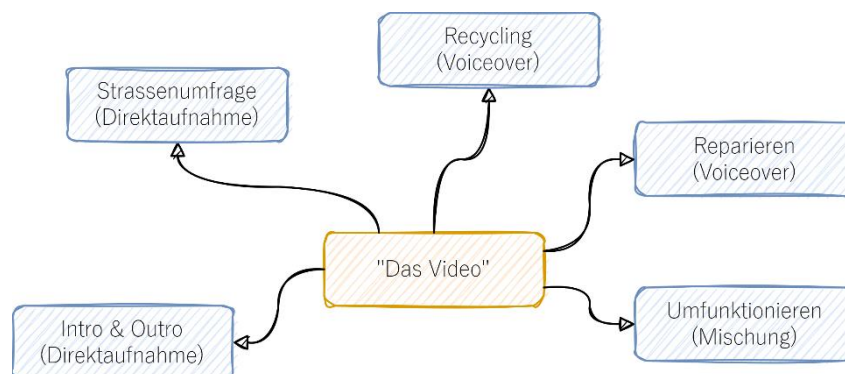 Recycling
(Voiceover)
Strassenumfrage
(Direktaufnahme)
Reparieren
(Voiceover)
"Das Video"
Umfunktionieren
(Mischung)
Intro & Outro
(Direktaufnahme)